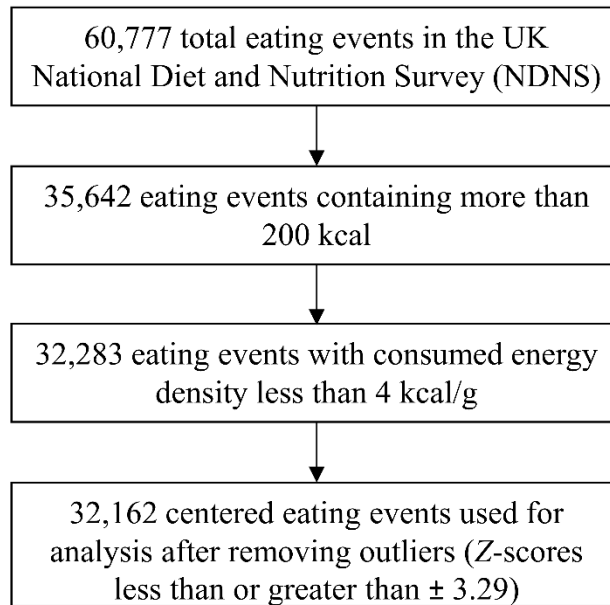 60,777 total eating events in the UK
National Diet and Nutrition Survey (NDNS)
35,642 eating events containing more than
200 kcal
32,283 eating events with consumed energy
density less than 4 kcal/g
32,162 centered eating events used for
analysis after removing outliers (Z-scores
less than or greater than ± 3.29)